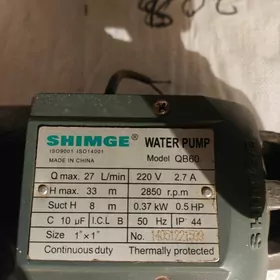 SHIMGE WATER PUMP
ISO9001 ISO14001
MADE IN CHINA Model QB60
Q max. 27 L/min 220 V 2.7 A
H max. 33 m 2850 r.p.m
Suct H 8 m 0.37 kW 0.5 HP
C 10 µF I.C.L B 50 Hz IP 44
Size 1"×1" No.
Continuous duty Thermally protected